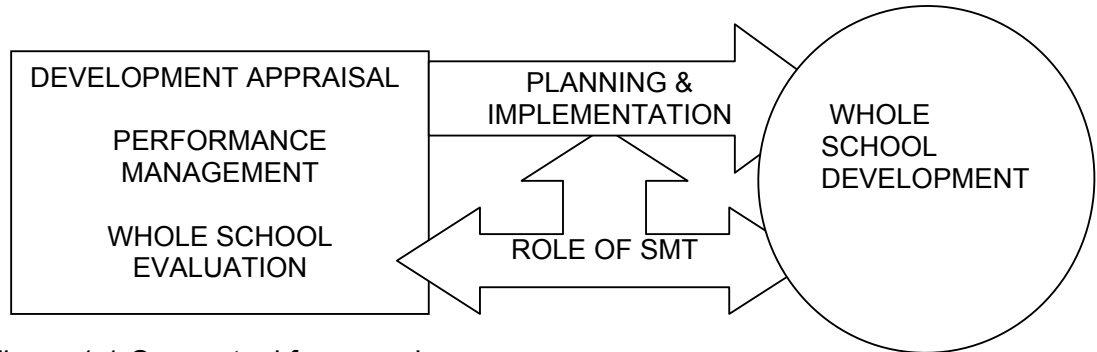 DEVELOPMENT APPRAISAL
PERFORMANCE
MANAGEMENT
WHOLE SCHOOL
EVALUATION
PLANNING &
IMPLEMENTATION
ROLE OF SMT
WHOLE
SCHOOL
DEVELOPMENT